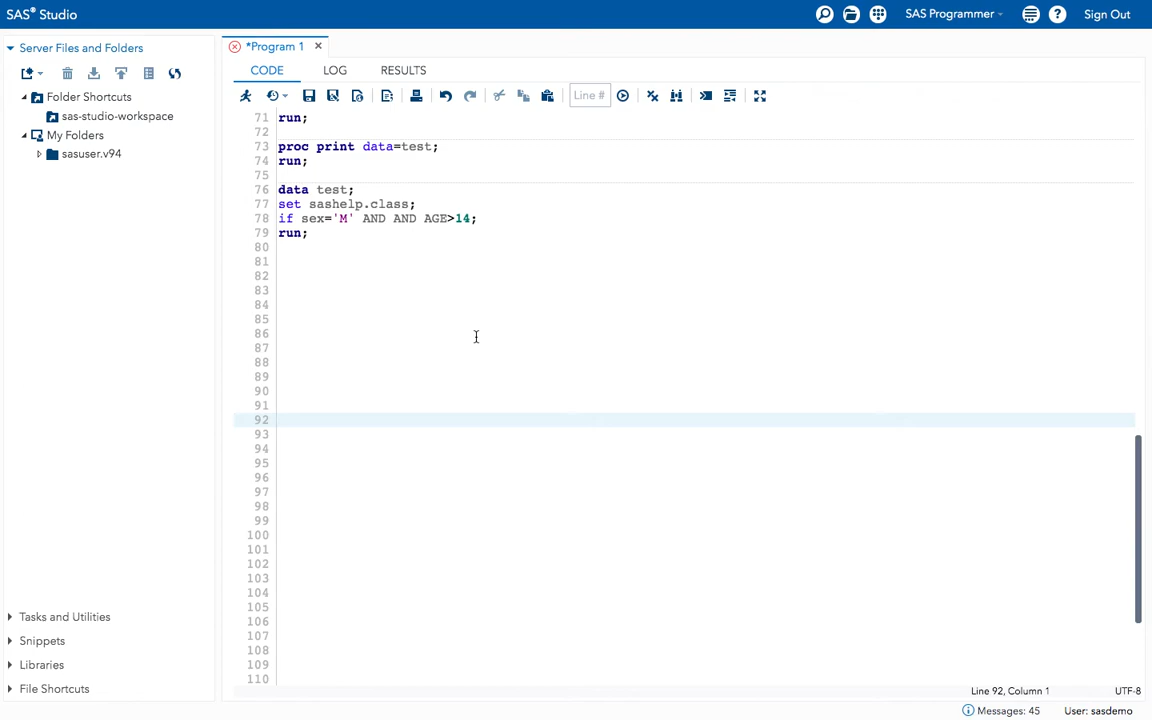 SAS® Studio
SAS Programmer
Sign Out
Server Files and Folders
Folder Shortcuts
sas-studio-workspace
My Folders
sasuser.v94
Tasks and Utilities
Snippets
Libraries
File Shortcuts
*Program 1
CODE LOG RESULTS
Line #
71 run;
72
73 proc print data=test;
74 run;
75
76 data test;
77 set sashelp.class;
78 if sex='M' AND AND AGE>14;
79 run;
80
81
82
83
84
85
86
87
88
89
90
91
92
93
94
95
96
97
98
99
100
101
102
103
104
105
106
107
108
109
110
Line 92, Column 1
UTF-8
Messages: 45
User: sasdemo